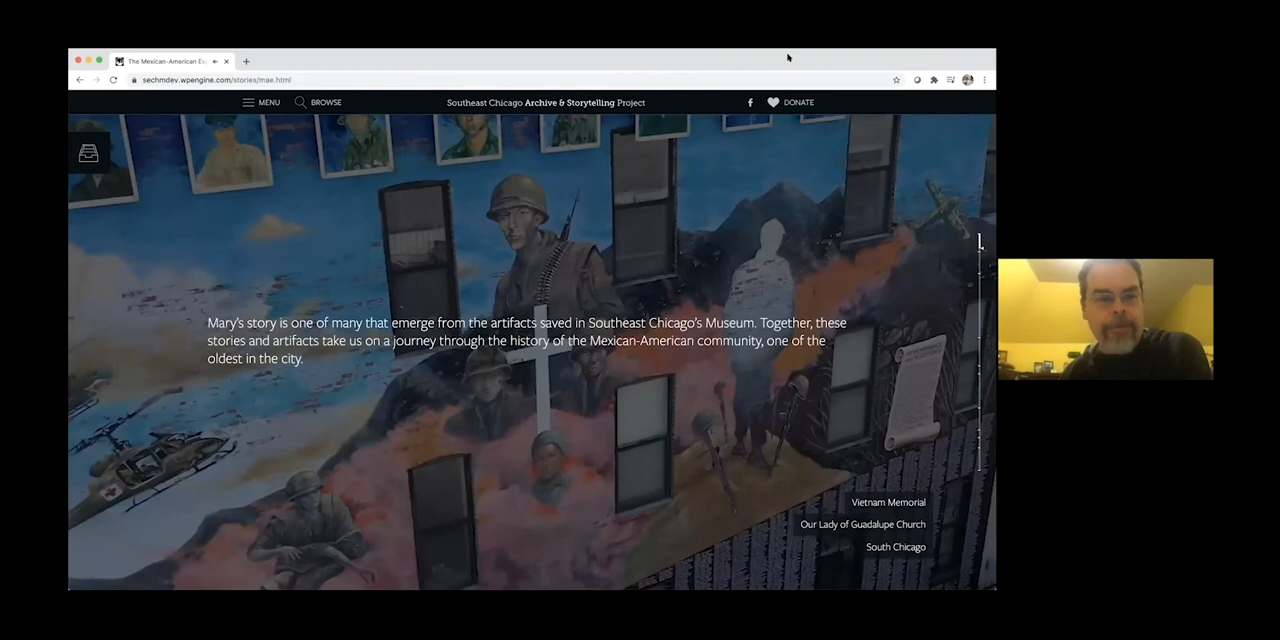 The Mexican-American Ex
sechmdev.wpengine.com/stories/mae.html
MENU BROWSE Southeast Chicago Archive & Storytelling Project DONATE
Mary's story is one of many that emerge from the artifacts saved in Southeast Chicago's Museum. Together, these
stories and artifacts take us on a journey through the history of the Mexican-American community, one of the
oldest in the city.
Vietnam Memorial
Our Lady of Guadalupe Church
South Chicago